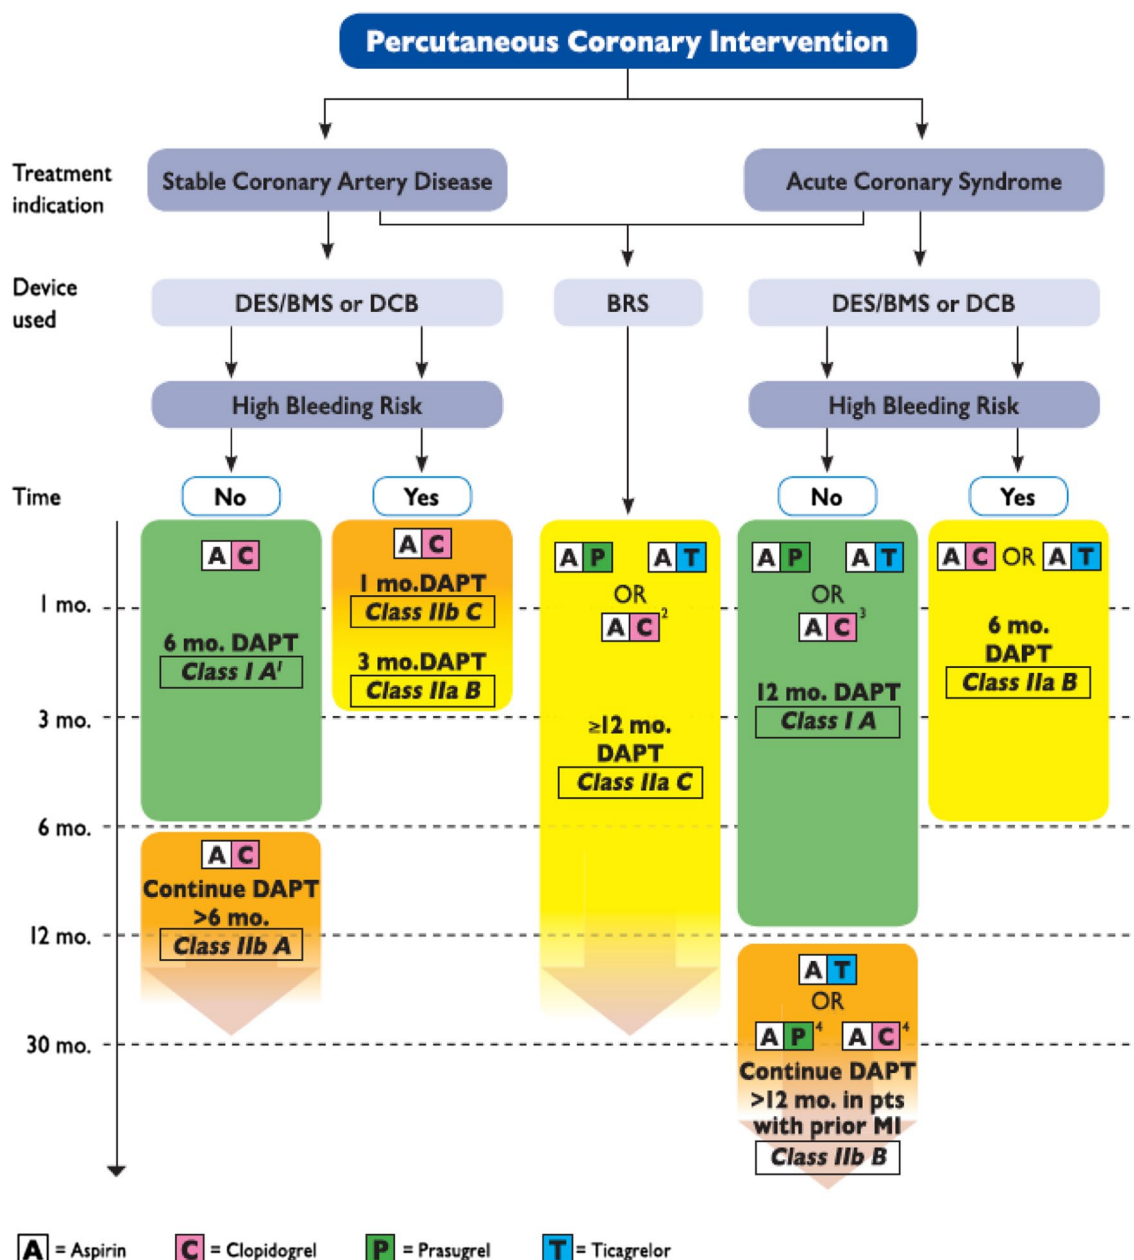 Percutaneous Coronary Intervention
Treatment
indication
Stable Coronary Artery Disease
Acute Coronary Syndrome
Device
used
DES/BMS or DCB
BRS
DES/BMS or DCB
High Bleeding Risk
High Bleeding Risk
Time
No
Yes
No
Yes
1 mo.
3 mo.
6 mo.
12 mo.
30 mo.
A C
6 mo. DAPT
Class I A¹
A C
Continue DAPT
>6 mo.
Class IIb A
A C
1 mo.DAPT
Class IIb C
3 mo.DAPT
Class IIa B
A P A T
OR
A C²
≥12 mo.
DAPT
Class IIa C
A P A T
OR
A C³
12 mo. DAPT
Class I A
A T
OR
A P⁴ A C⁴
Continue DAPT
>12 mo. in pts
with prior MI
Class IIb B
A C OR A T
6 mo.
DAPT
Class IIa B
A = Aspirin C = Clopidogrel P = Prasugrel T = Ticagrelor